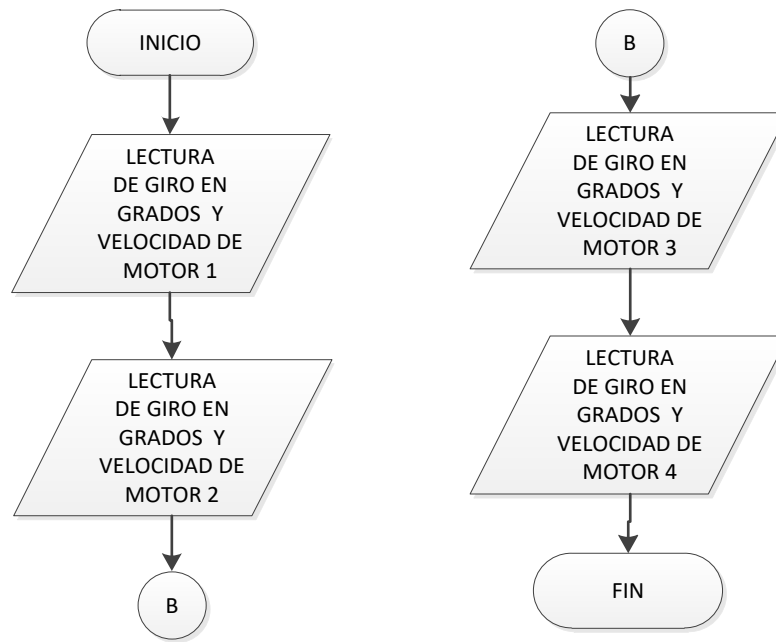 INICIO
LECTURA
DE GIRO EN
GRADOS Y
VELOCIDAD DE
MOTOR 1
LECTURA
DE GIRO EN
GRADOS Y
VELOCIDAD DE
MOTOR 2
B
B
LECTURA
DE GIRO EN
GRADOS Y
VELOCIDAD DE
MOTOR 3
LECTURA
DE GIRO EN
GRADOS Y
VELOCIDAD DE
MOTOR 4
FIN